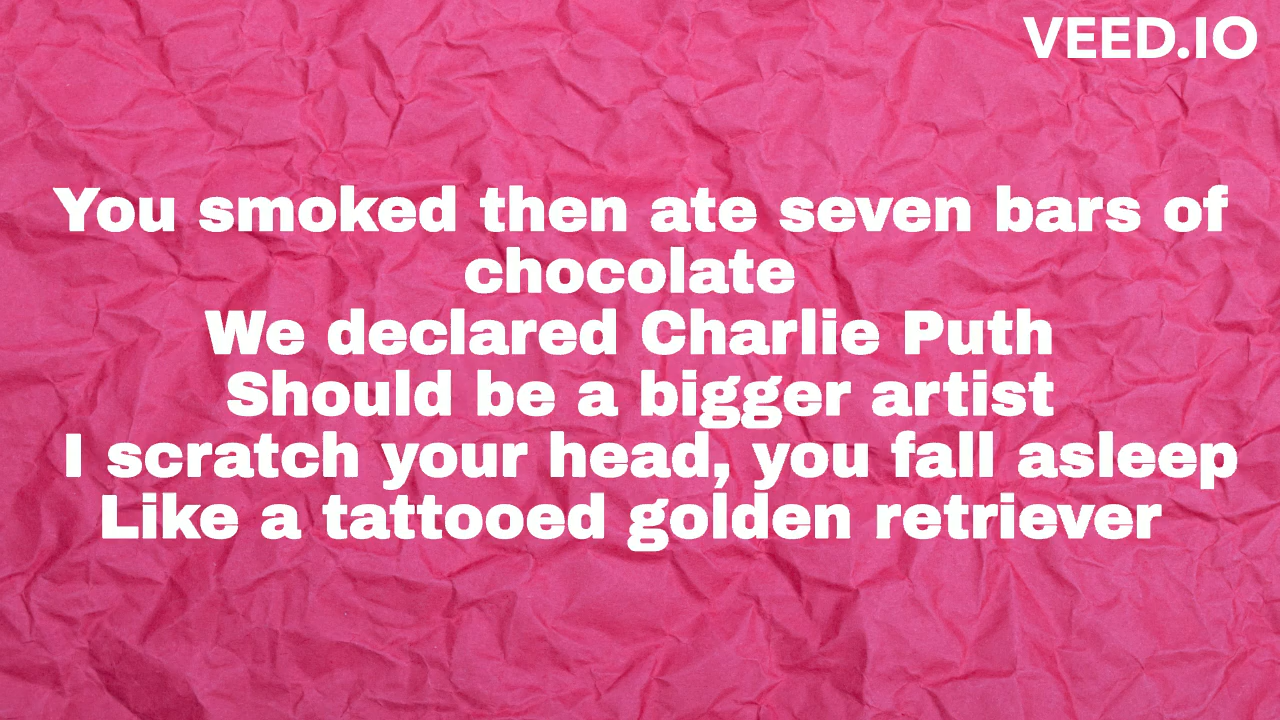 VEED.IO
You smoked then ate seven bars of
chocolate
We declared Charlie Puth
Should be a bigger artist
I scratch your head, you fall asleep
Like a tattooed golden retriever